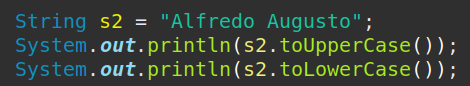 String s2 = "Alfredo Augusto";
System.out.println(s2.toUpperCase());
System.out.println(s2.toLowerCase());